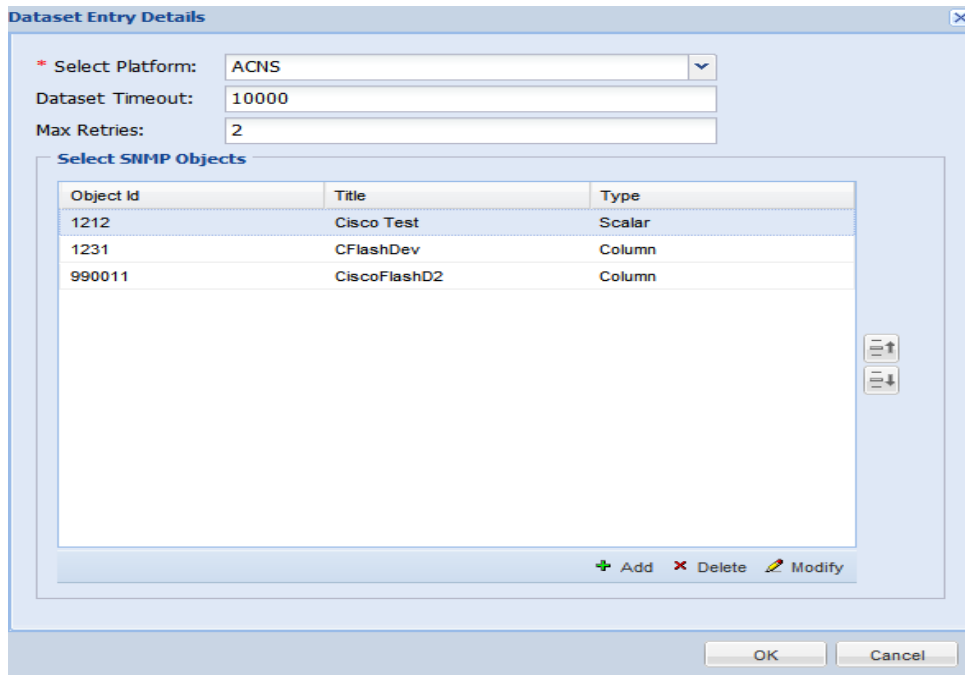 Dataset Entry Details
* Select Platform: ACNS
Dataset Timeout: 10000
Max Retries: 2
Select SNMP Objects
Object Id Title Type
1212 Cisco Test Scalar
1231 CFlashDev Column
990011 CiscoFlashD2 Column
Add Delete Modify
OK Cancel